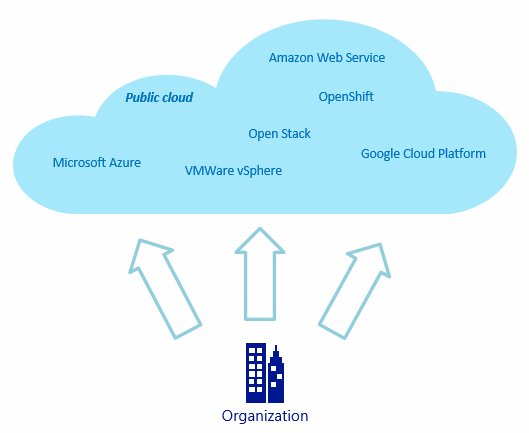 Amazon Web Service
Public cloud
OpenShift
Open Stack
Microsoft Azure
VMWare vSphere
Google Cloud Platform
Organization